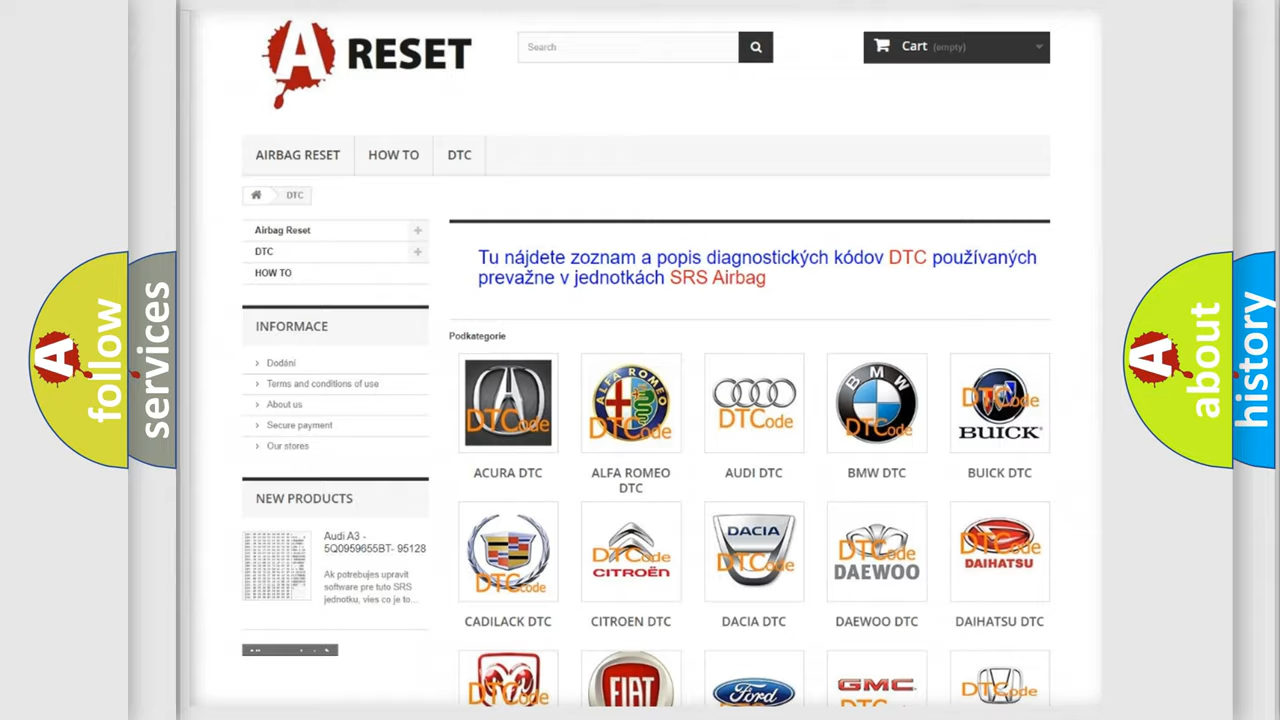 A RESET
Search
Cart (empty)
AIRBAG RESET
HOW TO
DTC
DTC
Airbag Reset
DTC
HOW TO
INFORMACE
Dodání
Terms and conditions of use
About us
Secure payment
Our stores
NEW PRODUCTS
Audi A3 -
5Q0959655BT- 95128
Ak potrebujes upravit
software pre tuto SRS
jednotku, vies co je to...
Tu nájdete zoznam a popis diagnostických kódov DTC používaných
prevažne v jednotkách SRS Airbag
Podkategorie
DTCode
ACURA DTC
ALFA ROMEO
DTCode
ALFA ROMEO
DTC
DTCode
AUDI DTC
BMW
DTCode
BMW DTC
DTCode
BUICK
BUICK DTC
DTCode
CADILACK DTC
DTCode
CITROËN
CITROEN DTC
DACIA
DTCode
DACIA DTC
DTCode
DAEWOO
DAEWOO DTC
DTCode
DAIHATSU
DAIHATSU DTC
DTCode
FIAT
Ford
GMC
DTCode
A follow
services
A about
history